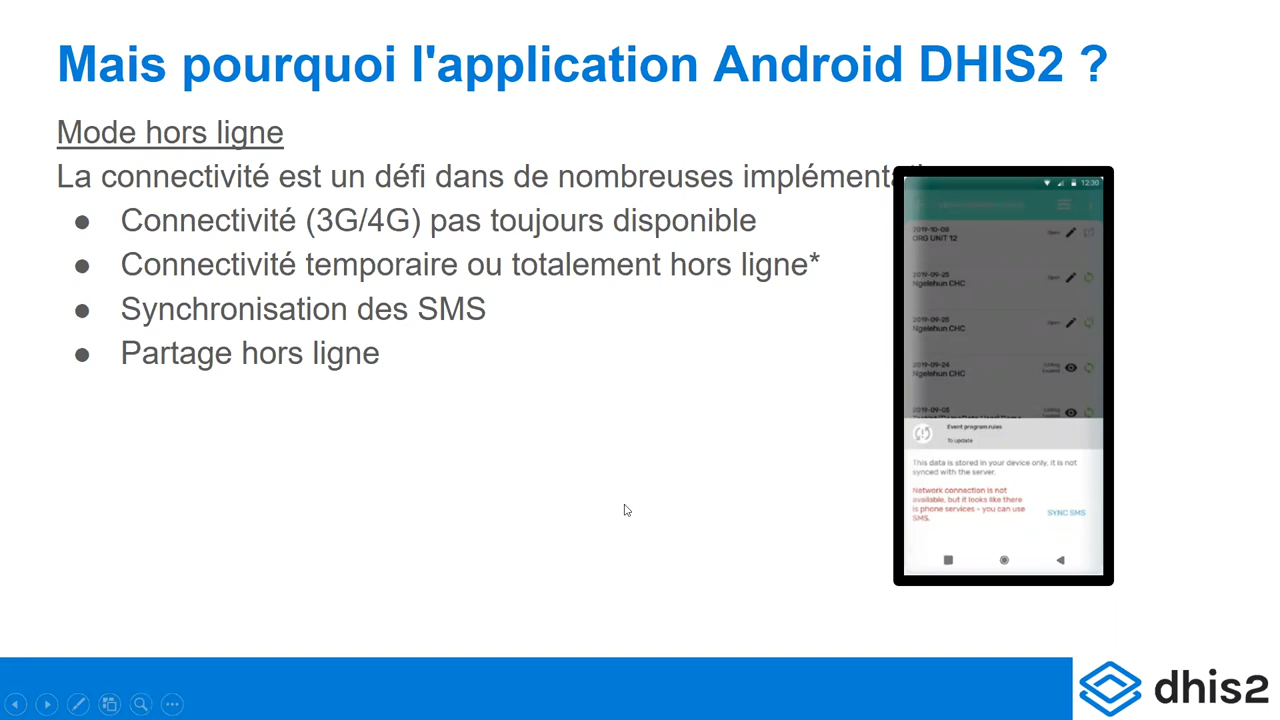 Mais pourquoi l'application Android DHIS2 ?
Mode hors ligne
La connectivité est un défi dans de nombreuses
● Connectivité (3G/4G) pas toujours disponible
● Connectivité temporaire ou totalement hors ligne*
● Synchronisation des SMS
● Partage hors ligne
12:30
2019-10-09
ORG UNIT 12
Open
2019-09-25
Ngelehun CHC
Open
2019-09-25
Ngelehun CHC
Open
2019-09-24
Ngelehun CHC
2019-09-03
Event program rules
To update
This data is stored in your device only, it is not
synced with the server.
Network connection is not
available, but it looks like there
is phone services - you can use
SMS.
SYNC SMS
dhis2